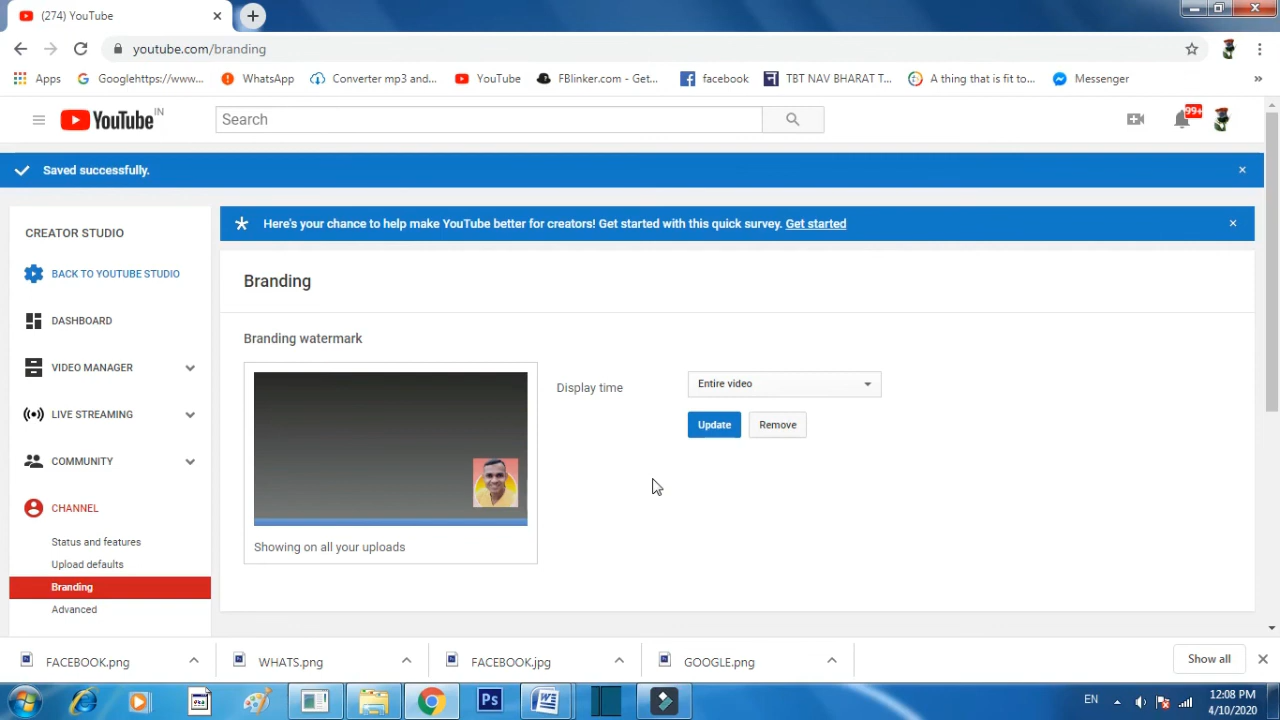 (274) YouTube
youtube.com/branding
Apps
Googlehttps://www...
WhatsApp
Converter mp3 and...
YouTube
FBlinker.com - Get...
facebook
TBT NAV BHARAT T...
A thing that is fit to...
Messenger
»
YouTube IN
Search
99+
Saved successfully.
Here's your chance to help make YouTube better for creators! Get started with this quick survey. Get started
CREATOR STUDIO
BACK TO YOUTUBE STUDIO
DASHBOARD
VIDEO MANAGER
LIVE STREAMING
COMMUNITY
CHANNEL
Status and features
Upload defaults
Branding
Advanced
Branding
Branding watermark
Display time
Entire video
Update
Remove
Showing on all your uploads
FACEBOOK.png
WHATS.png
FACEBOOK.jpg
GOOGLE.png
Show all
Ps
EN
12:08 PM
4/10/2020